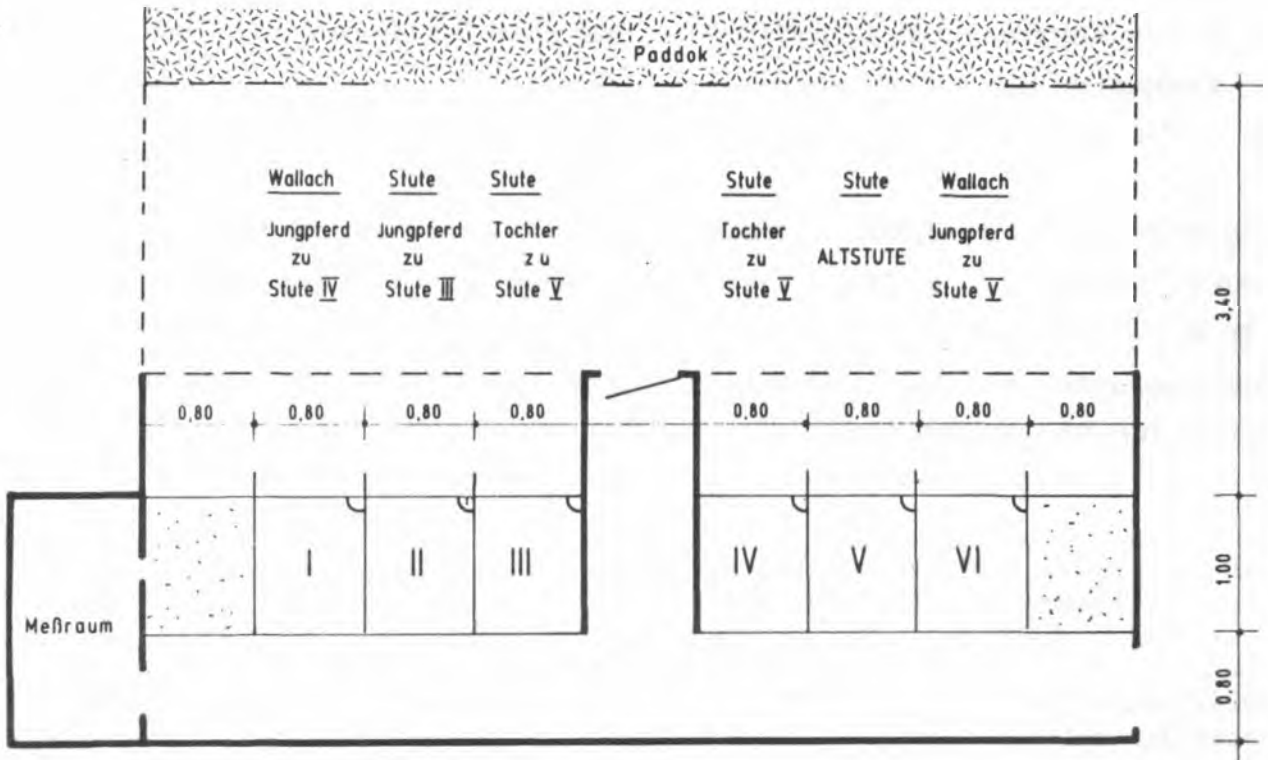 Paddok
Wallach
Jungpferd
zu
Stute IV
Stute
Jungpferd
zu
Stute III
Stute
Tochter
zu
Stute V
Stute
Tochter
zu
Stute V
Stute
ALTSTUTE
Wallach
Jungpferd
zu
Stute V
3,40
0,80 0,80 0,80 0,80 0,80 0,80 0,80 0,80
I II III IV V VI
1,00
Meßraum
0,80